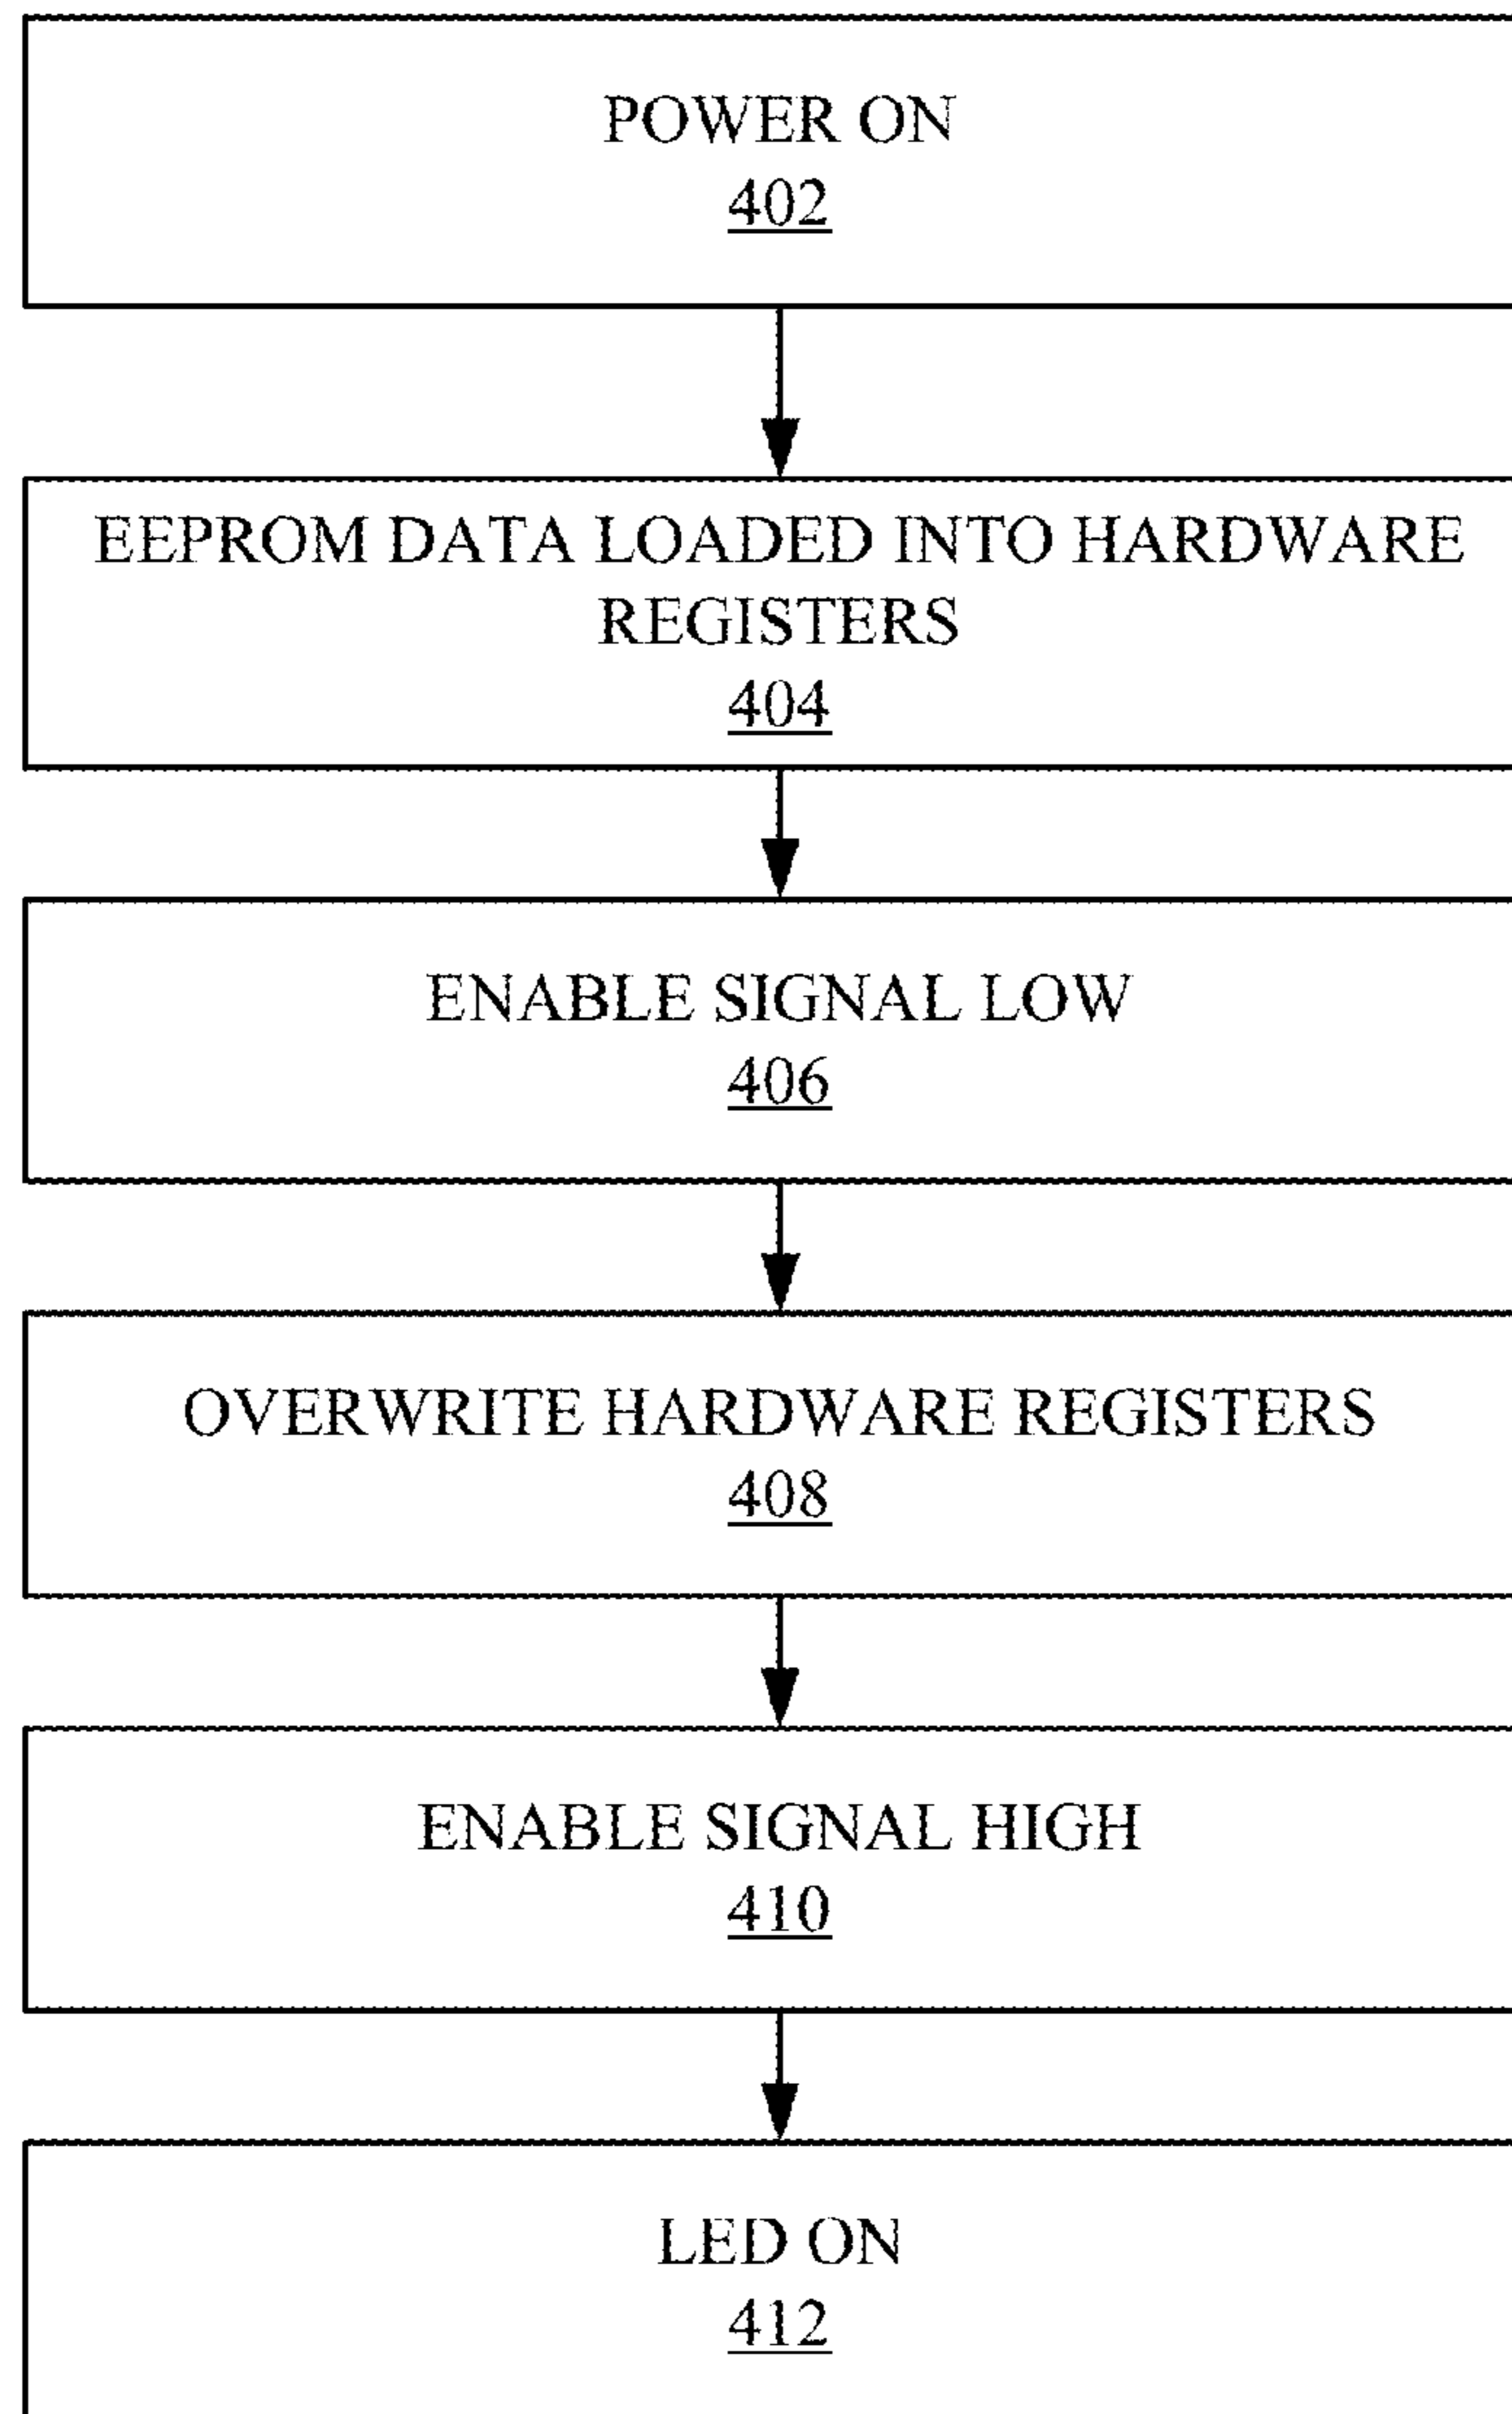 POWER ON
402
EEPROM DATA LOADED INTO HARDWARE
REGISTERS
404
ENABLE SIGNAL LOW
406
OVERWRITE HARDWARE REGISTERS
408
ENABLE SIGNAL HIGH
410
LED ON
412